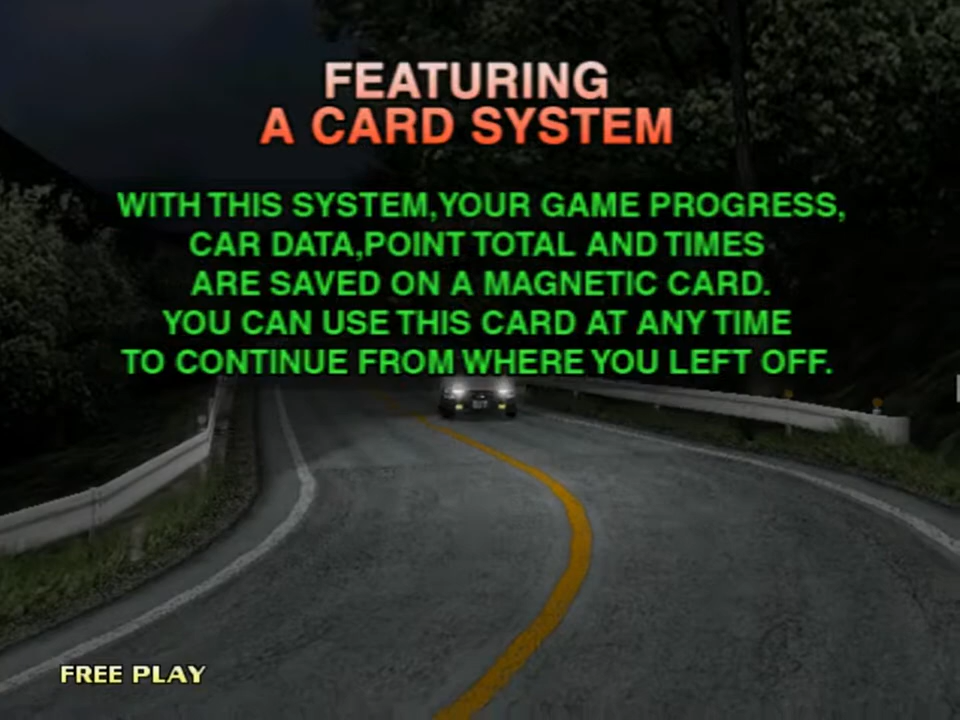 FEATURING
A CARD SYSTEM
WITH THIS SYSTEM,YOUR GAME PROGRESS,
CAR DATA,POINT TOTAL AND TIMES
ARE SAVED ON A MAGNETIC CARD.
YOU CAN USE THIS CARD AT ANY TIME
TO CONTINUE FROM WHERE YOU LEFT OFF.
FREE PLAY